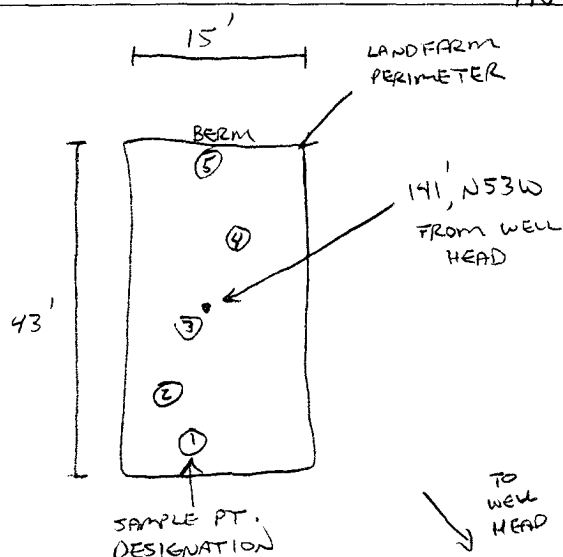 15'
LANDFARM
PERIMETER
BERM
5
141', N53W
FROM WELL
HEAD
4
43'
3
2
1
TO
WELL
HEAD
SAMPLE PT.
DESIGNATION